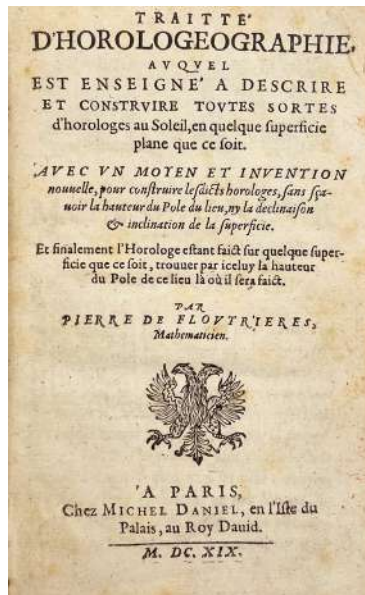 TRAITTE'
D'HOROLOGEOGRAPHIE,
AVQVEL
EST ENSEIGNE' A DESCRIRE
ET CONSTRVIRE TOVTES SORTES
d'horologes au Soleil, en quelque superficie
plane que ce soit.
AVEC VN MOYEN ET INVENTION
nouuelle, pour construire lesdicts horologes, sans sça-
uoir la hauteur du Pole du lieu, ny la declinaison
& inclination de la superficie.
Et finalement l'Horologe estant faict sur quelque super-
ficie que ce soit, trouuer par iceluy la hauteur
du Pole de ce lieu là où il sera faict.
PAR
PIERRE DE FLOVTRIERES,
Mathematicien.
'A PARIS,
Chez MICHEL DANIEL, en l'Isle du
Palais, au Roy Dauid.
M. DC. XIX.